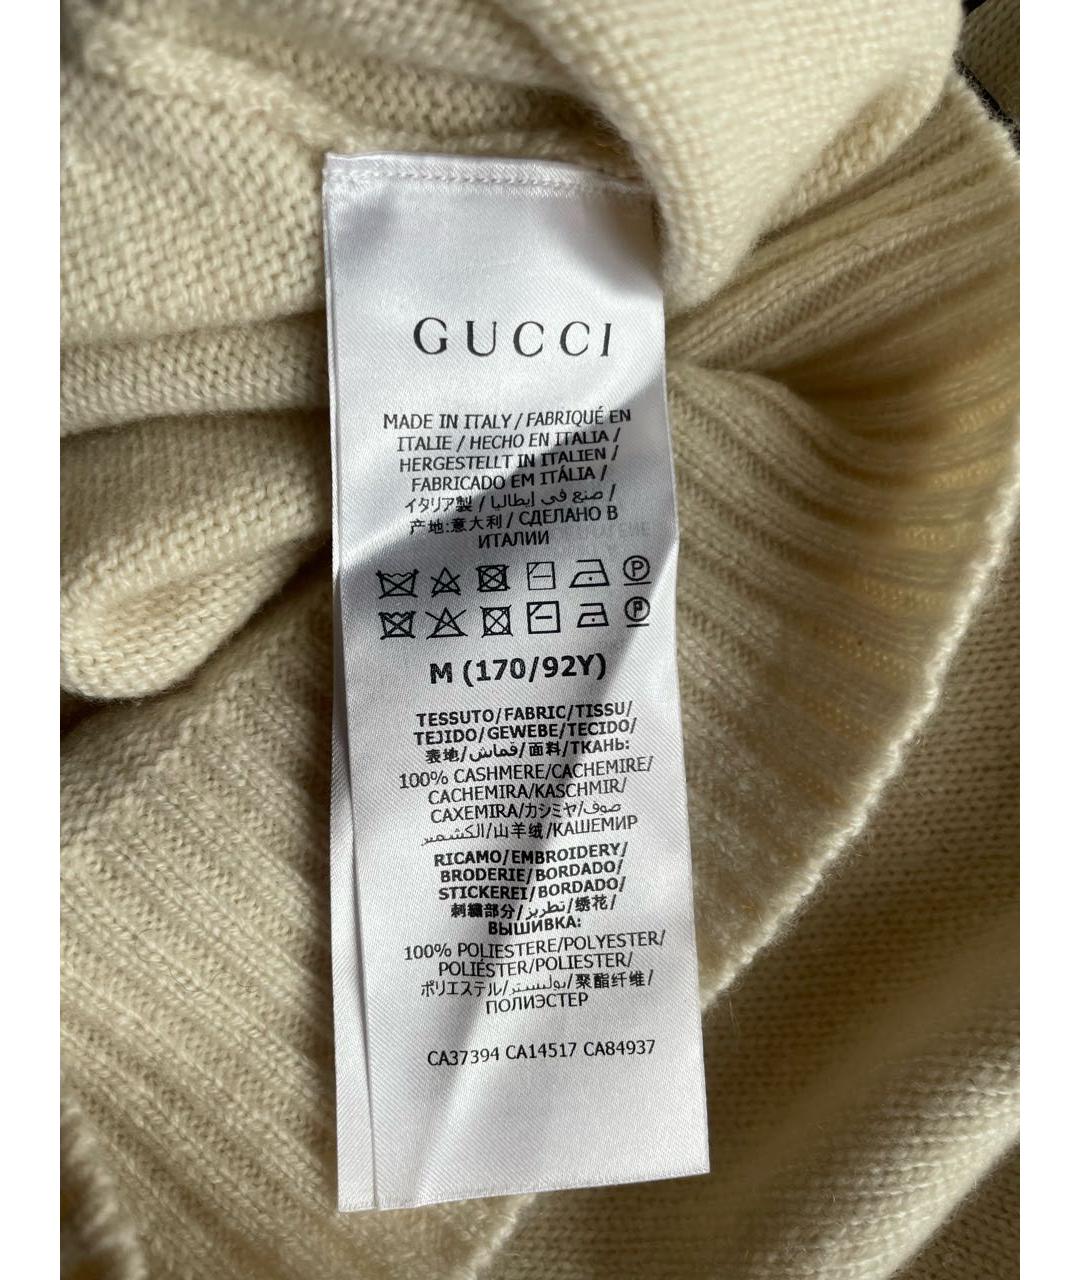 GUCCI
MADE IN ITALY / FABRIQUÉ EN
ITALIE / HECHO EN ITALIA /
HERGESTELLT IN ITALIEN /
FABRICADO EM ITÁLIA /
イタリア製 / صنع في إيطاليا /
产地:意大利 / СДЕЛАНО В
ИТАЛИИ
P
P
M (170/92Y)
TESSUTO/FABRIC/TISSU/
TEJIDO/GEWEBE/TECIDO/
表地/قماش/面料/ТКАНЬ:
100% CASHMERE/CACHEMIRE/
CACHEMIRA/KASCHMIR/
CAXEMIRA/カシミヤ/صوف
الكشمير/山羊绒/КАШЕМИР
RICAMO/EMBROIDERY/
BRODERIE/BORDADO/
STICKEREI/BORDADO/
刺繍部分/تطريز/绣花/
ВЫШИВКА:
100% POLIESTERE/POLYESTER/
POLIÉSTER/POLIESTER/
ポリエステル/بوليستر/聚酯纤维/
ПОЛИЭСТЕР
CA37394 CA14517 CA84937